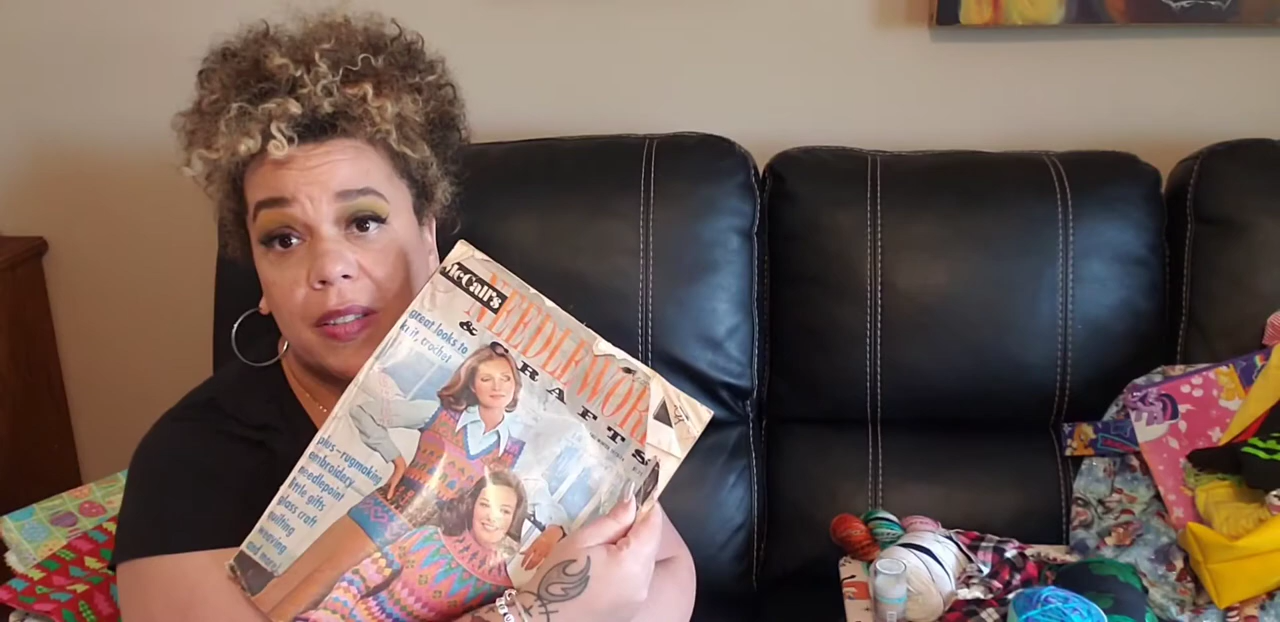 McCall's
NEEDLEWORK
& CRAFTS
great looks to
knit, crochet
plus-rugmaking
embroidery
needlepoint
little gifts
glass craft
quilting
weaving
and more!